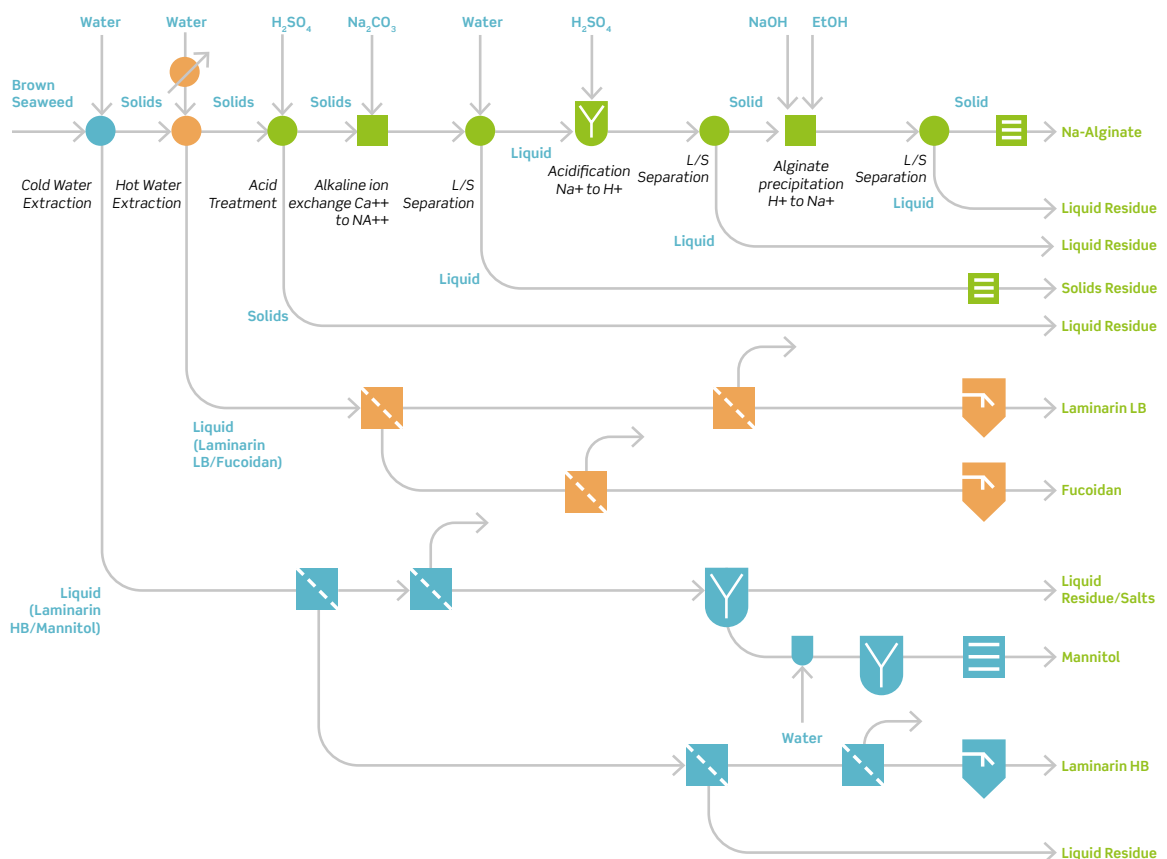 Water
Water
H₂SO₄
Na₂CO₃
Water
H₂SO₄
NaOH
EtOH
Brown
Seaweed
Solids
Solids
Solids
Liquid
Solid
Solid
Na-Alginate
Cold Water
Extraction
Hot Water
Extraction
Acid
Treatment
Alkaline ion
exchange Ca++
to NA++
L/S
Separation
Acidification
Na+ to H+
L/S
Separation
Alginate
precipitation
H+ to Na+
L/S
Separation
Liquid
Liquid Residue
Liquid
Liquid Residue
Liquid
Solids Residue
Solids
Liquid Residue
Liquid
(Laminarin
LB/Fucoidan)
Laminarin LB
Fucoidan
Liquid
(Laminarin
HB/Mannitol)
Liquid
Residue/Salts
Mannitol
Water
Laminarin HB
Liquid Residue